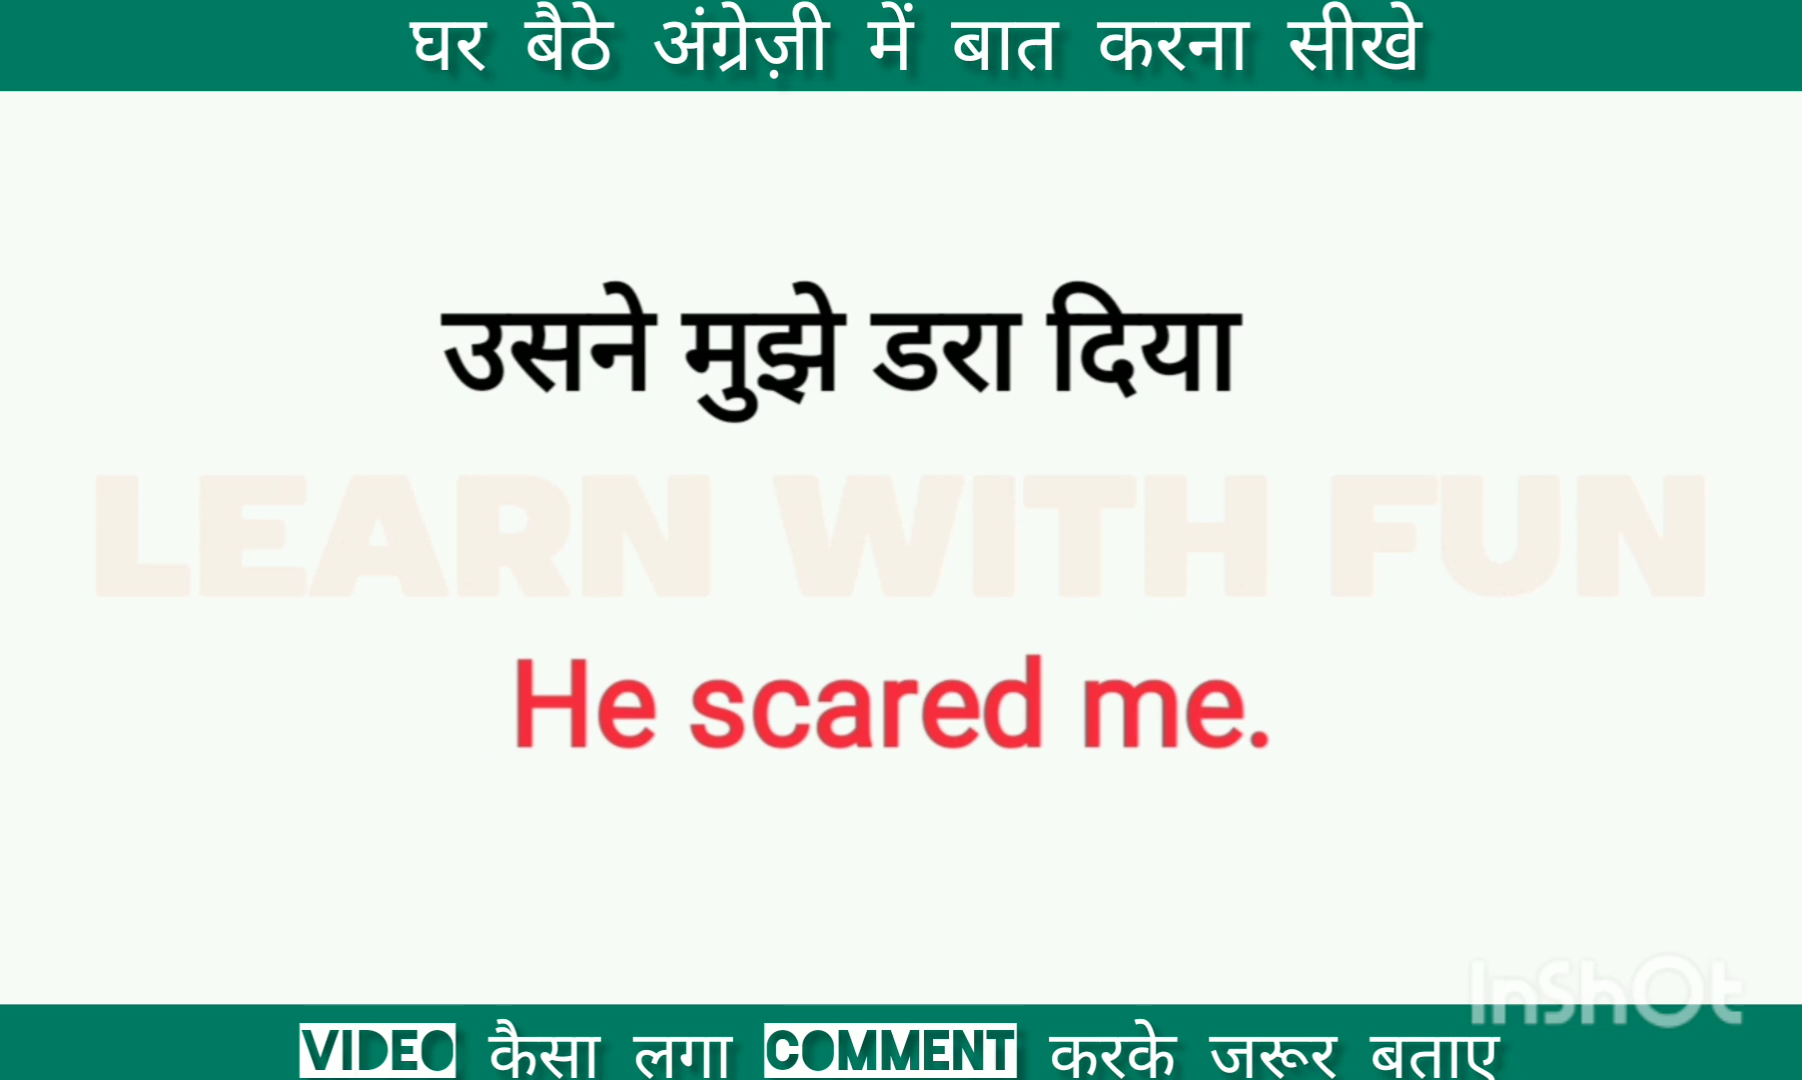 घर बैठे अंग्रेज़ी में बात करना सीखे
उसने मुझे डरा दिया
LEARN WITH FUN
He scared me.
InShOt
VIDEO कैसा लगा COMMENT करके जरूर बताए